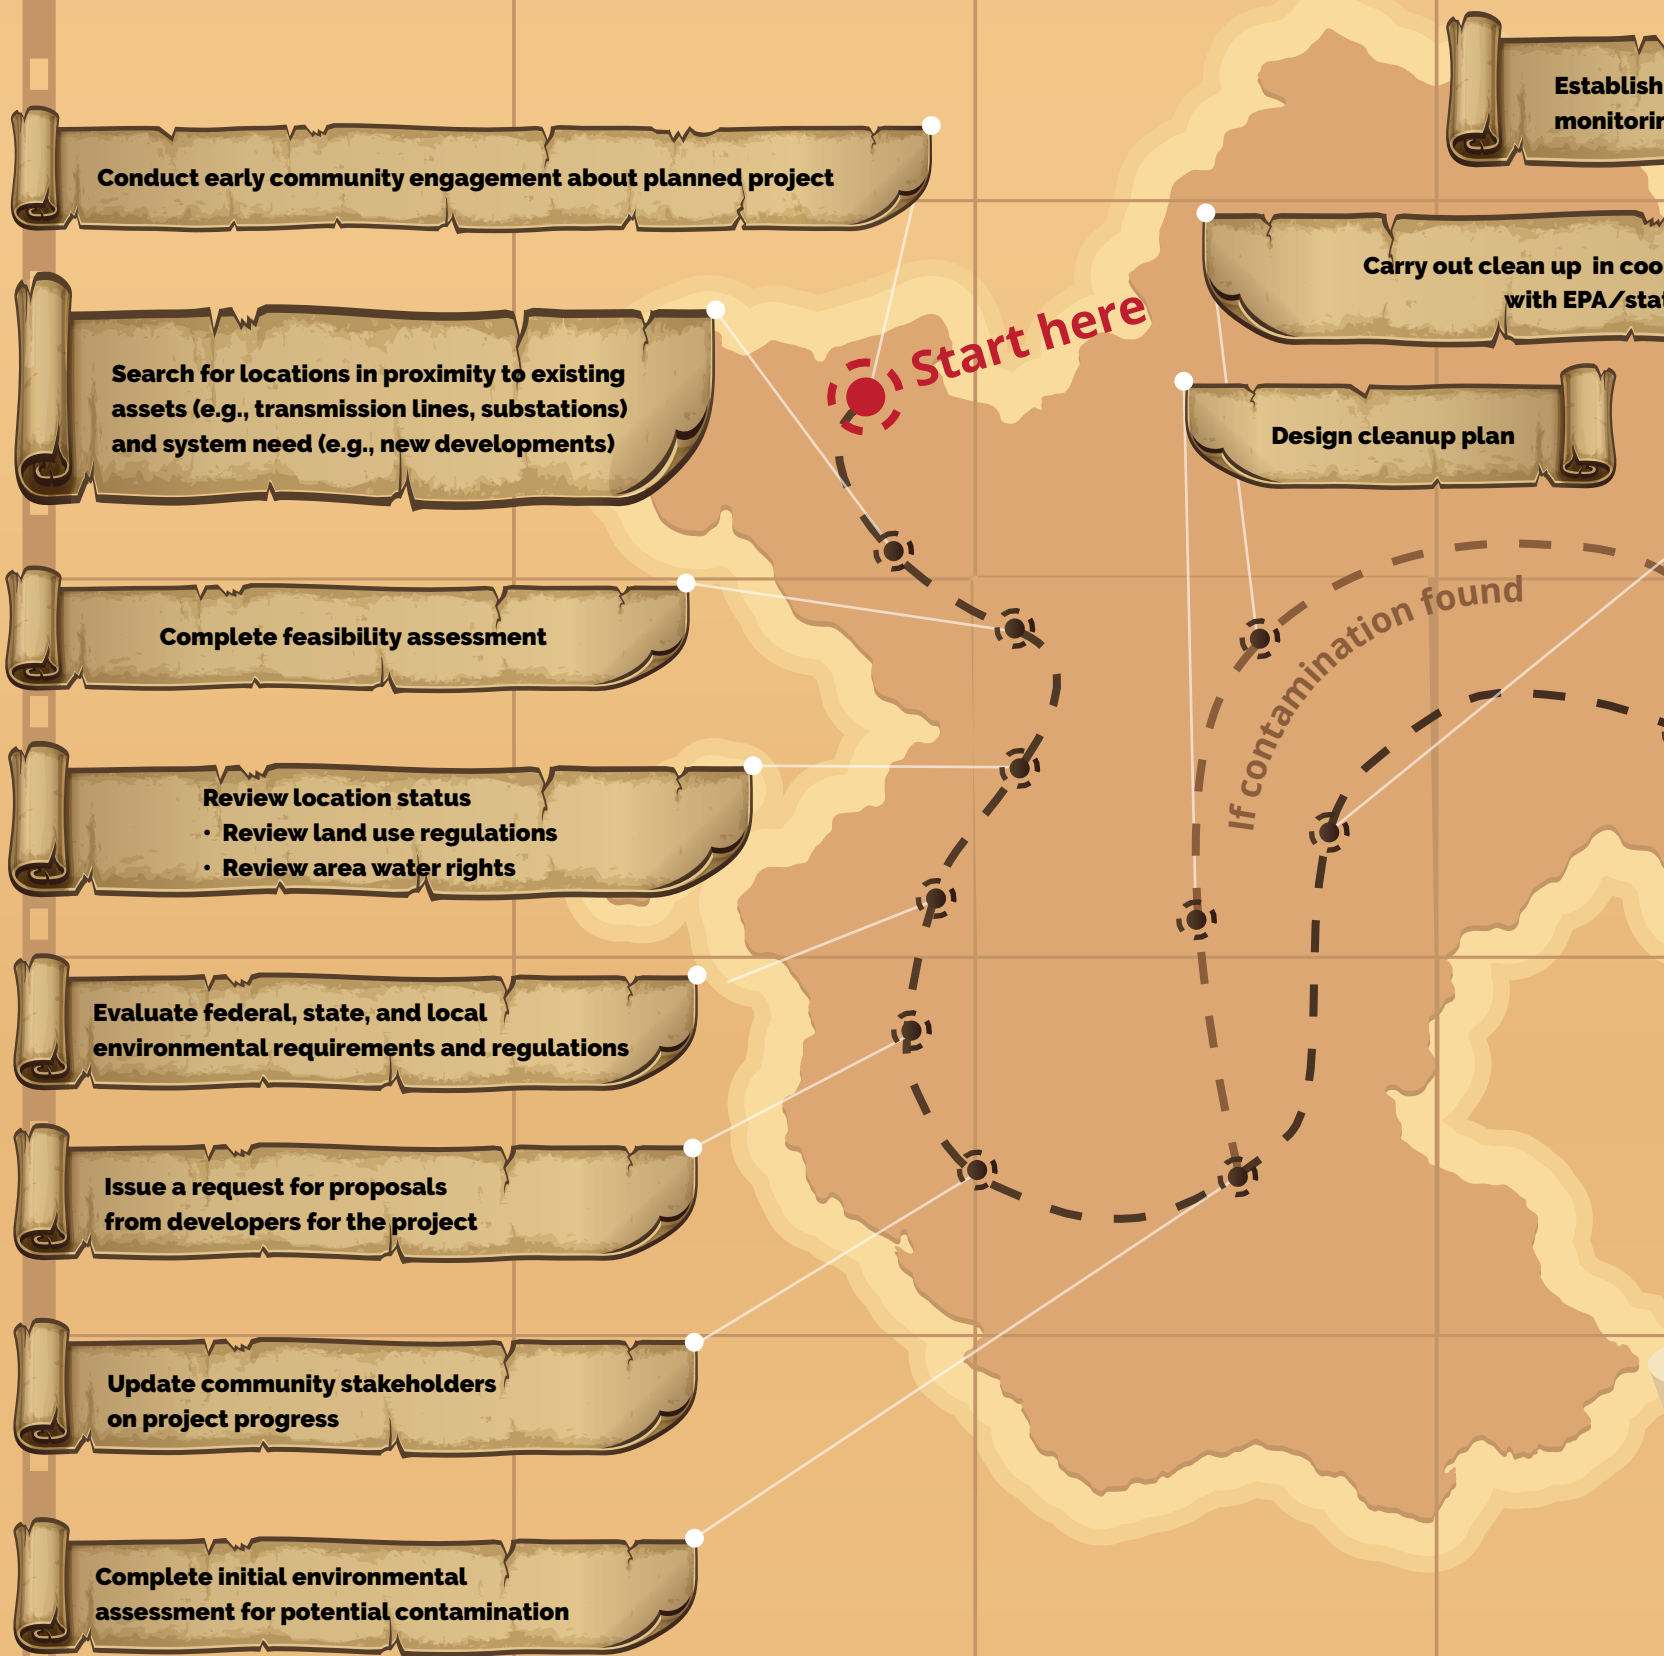 Conduct early community engagement about planned project
Search for locations in proximity to existing
assets (e.g., transmission lines, substations)
and system need (e.g., new developments)
Complete feasibility assessment
Review location status
• Review land use regulations
• Review area water rights
Evaluate federal, state, and local
environmental requirements and regulations
Issue a request for proposals
from developers for the project
Update community stakeholders
on project progress
Complete initial environmental
assessment for potential contamination
Start here
If contamination found
Establish
Carry out clean up in
with
Design cleanup plan